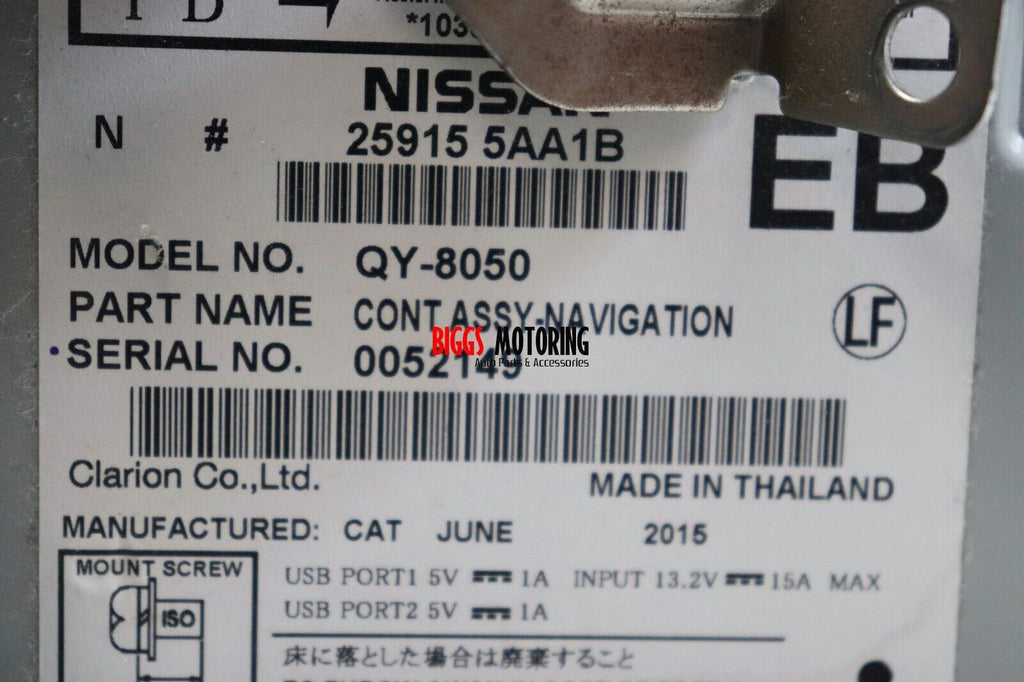 NISSAN
N # 25915 5AA1B
EB
MODEL NO. QY-8050
PART NAME CONT ASSY-NAVIGATION
LF
SERIAL NO. 0052149
BIGGS MOTORING
Auto Parts & Accessories
Clarion Co.,Ltd.
MADE IN THAILAND
MANUFACTURED: CAT JUNE 2015
MOUNT SCREW
ISO
USB PORT1 5V ⎓ 1A INPUT 13.2V ⎓ 15A MAX
USB PORT2 5V ⎓ 1A
床に落とした場合は廃棄すること